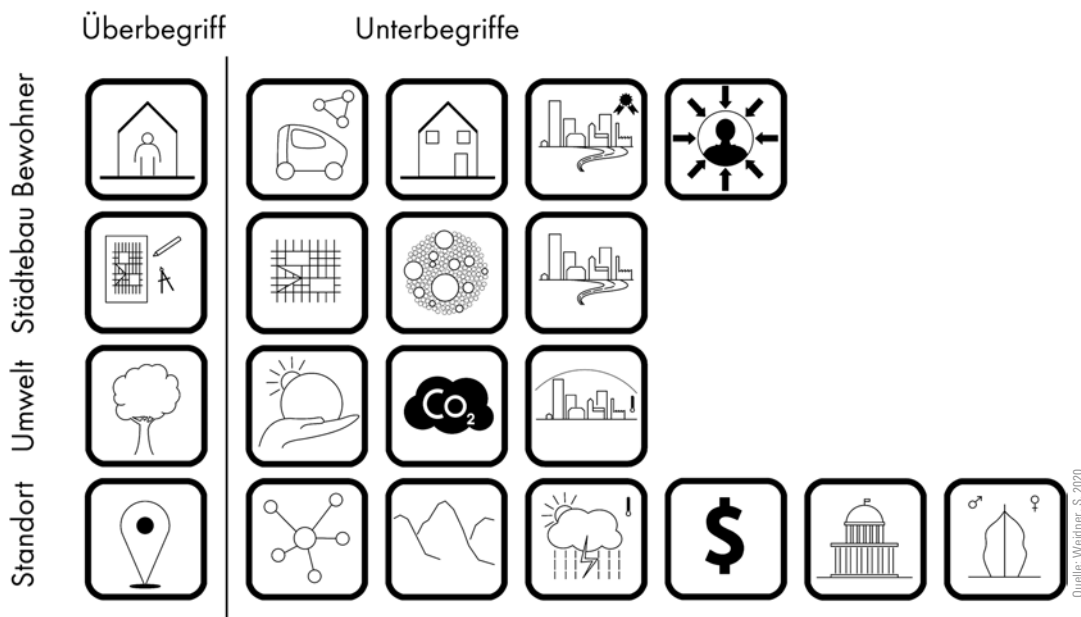 Überbegriff Unterbegriffe
Bewohner
Städtebau
Umwelt
CO2
Standort
$
♂ ♀
Quelle: Weidner, S. 2020